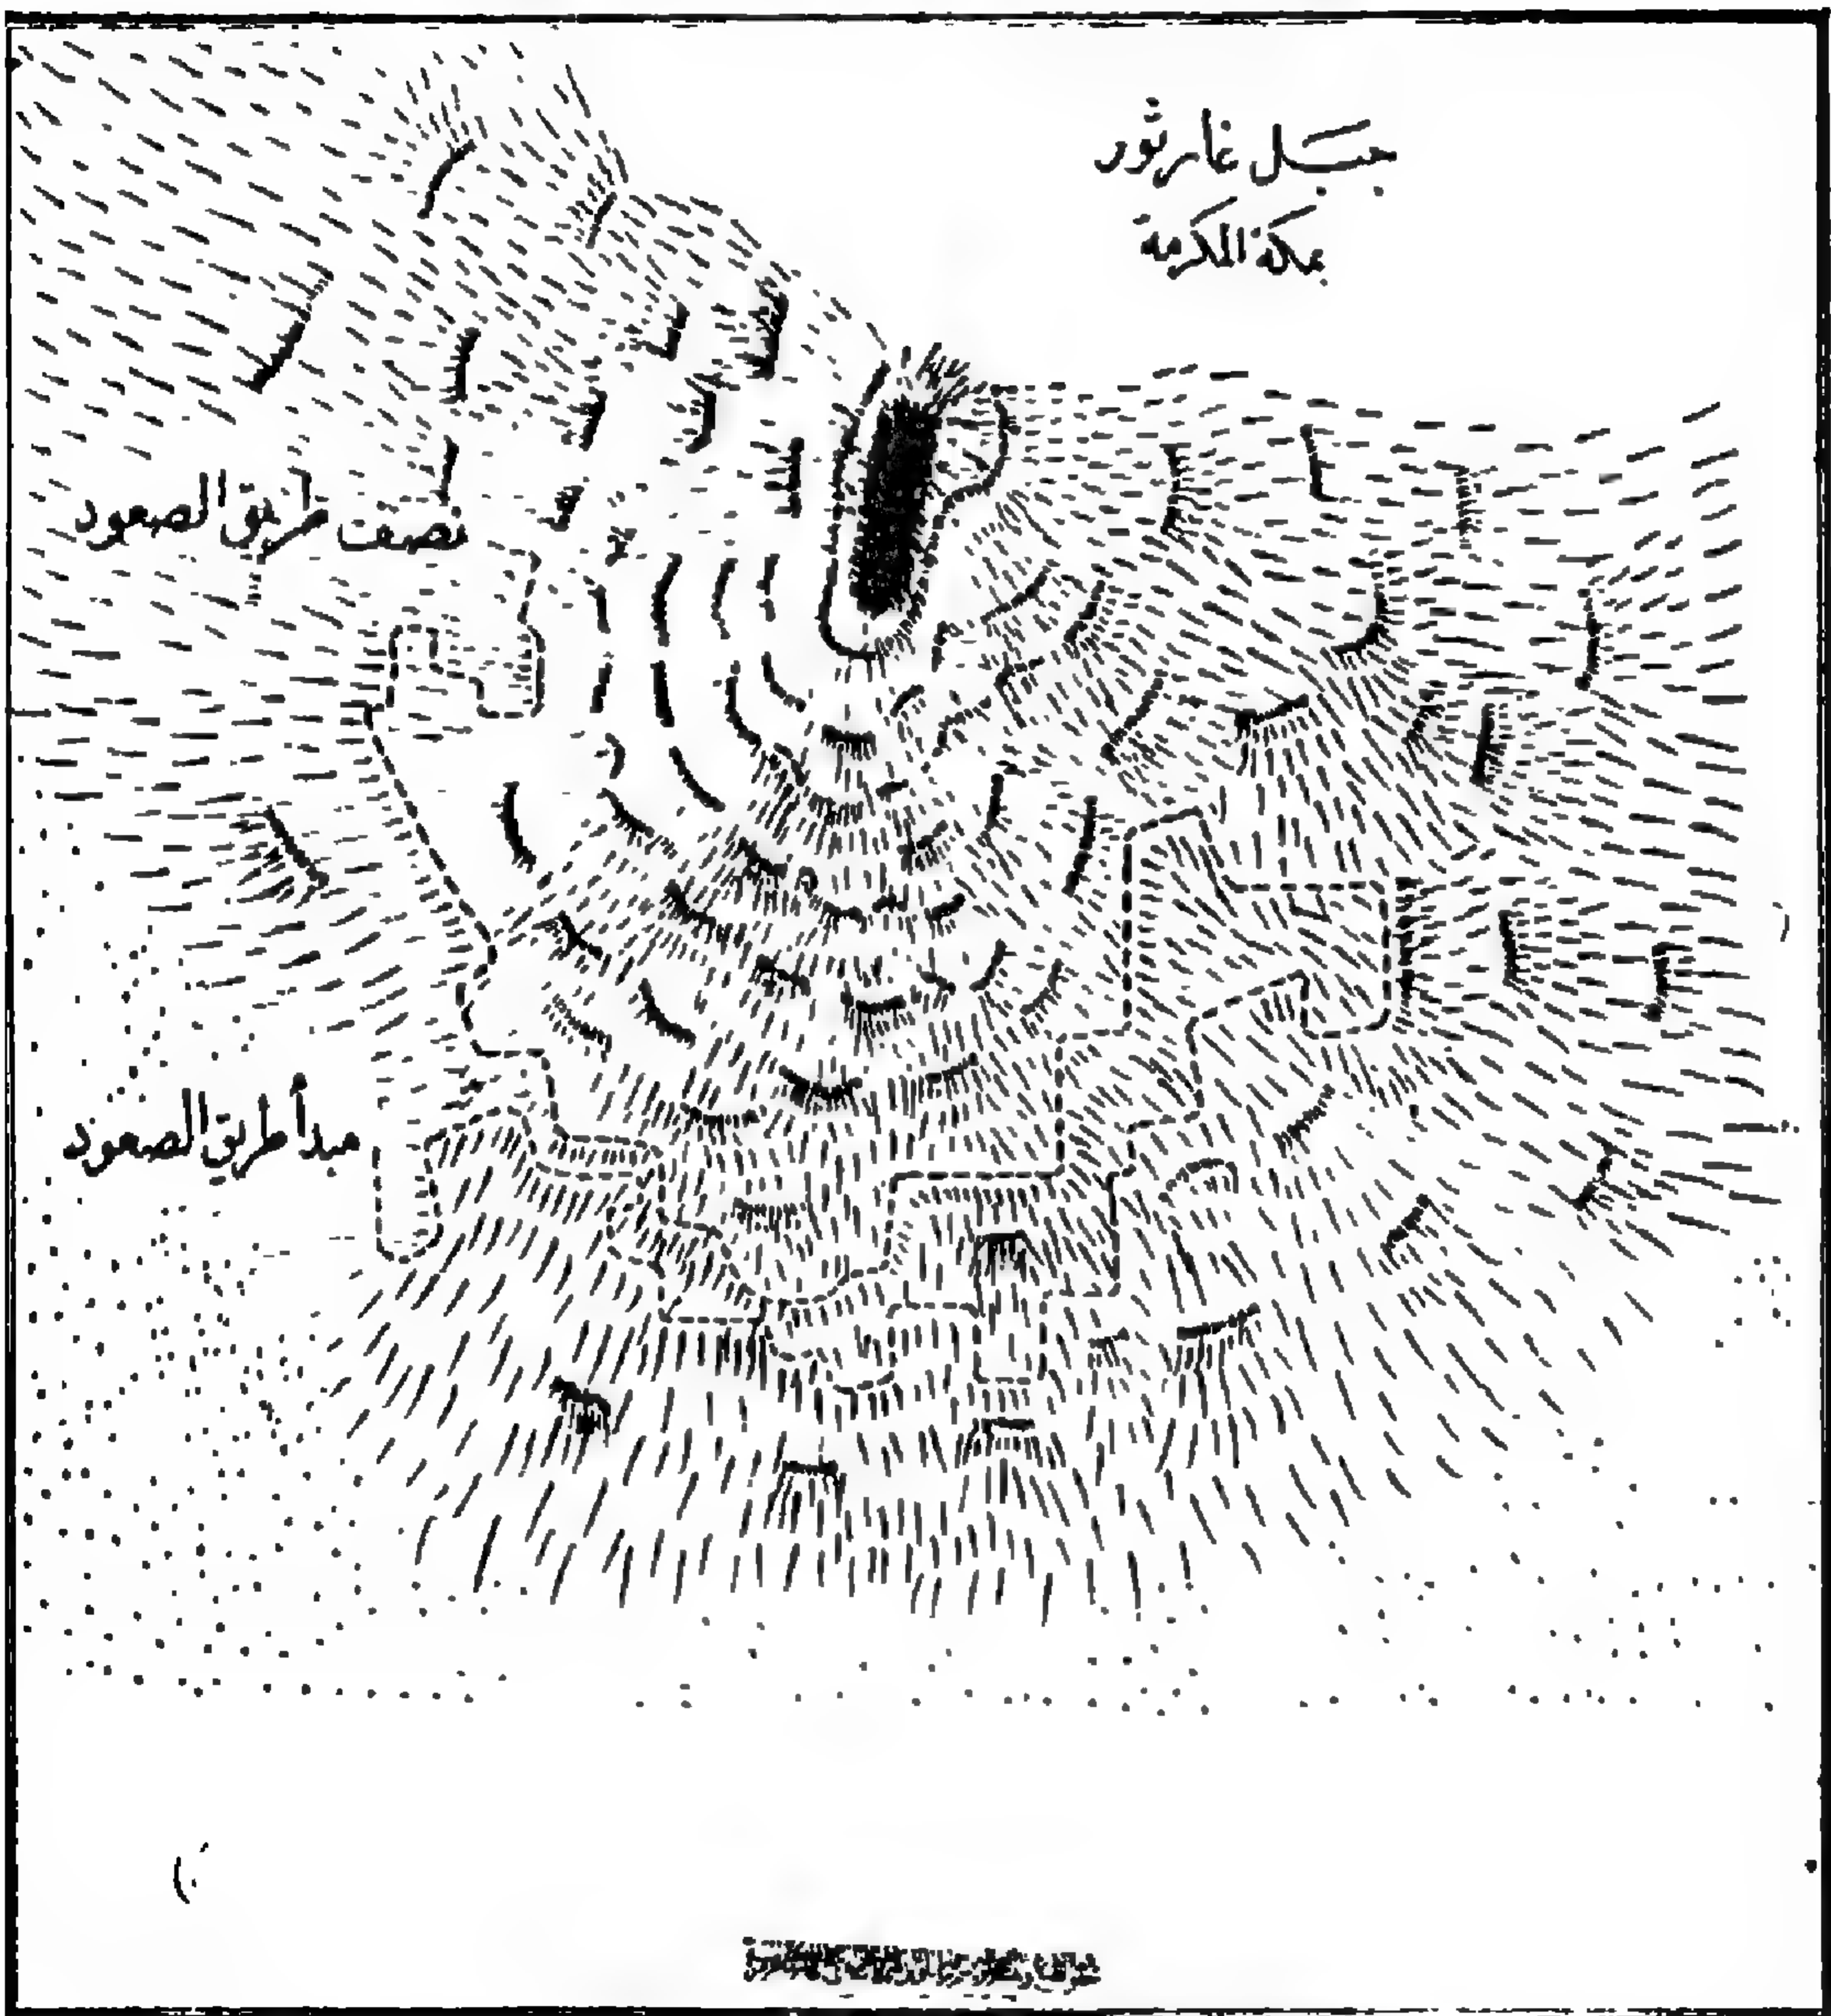 جبل غار ثور
بمكة المكرمة
نصف طريق الصعود
مبدأ طريق الصعود